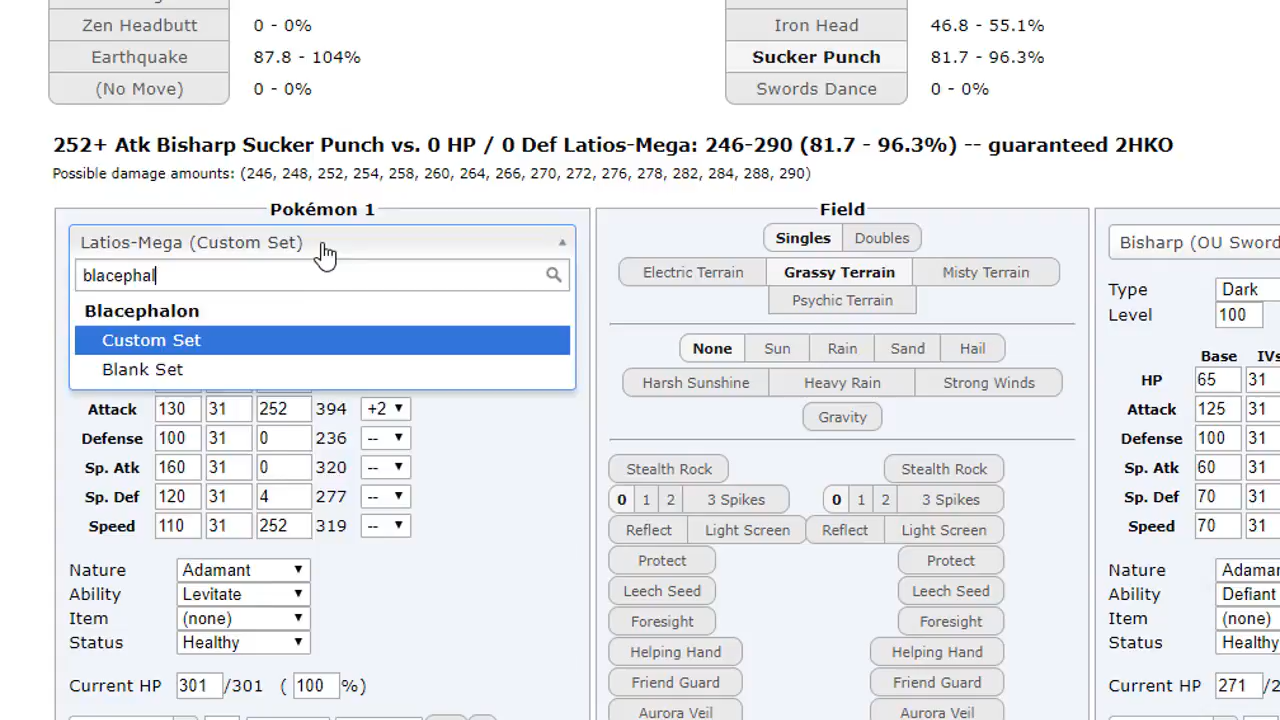 Zen Headbutt 0 - 0% Iron Head 46.8 - 55.1%
Earthquake 87.8 - 104% Sucker Punch 81.7 - 96.3%
(No Move) 0 - 0% Swords Dance 0 - 0%
252+ Atk Bisharp Sucker Punch vs. 0 HP / 0 Def Latios-Mega: 246-290 (81.7 - 96.3%) -- guaranteed 2HKO
Possible damage amounts: (246, 248, 252, 254, 258, 260, 264, 266, 270, 272, 276, 278, 282, 284, 288, 290)
Pokémon 1
Latios-Mega (Custom Set)
blacephal
Blacephalon
Custom Set
Blank Set
Attack 130 31 252 394 +2
Defense 100 31 0 236 --
Sp. Atk 160 31 0 320 --
Sp. Def 120 31 4 277 --
Speed 110 31 252 319 --
Nature Adamant
Ability Levitate
Item (none)
Status Healthy
Current HP 301 /301 ( 100 %)
Field
Singles Doubles
Electric Terrain Grassy Terrain Misty Terrain
Psychic Terrain
None Sun Rain Sand Hail
Harsh Sunshine Heavy Rain Strong Winds
Gravity
Stealth Rock Stealth Rock
0 1 2 3 Spikes 0 1 2 3 Spikes
Reflect Light Screen Reflect Light Screen
Protect Protect
Leech Seed Leech Seed
Foresight Foresight
Helping Hand Helping Hand
Friend Guard Friend Guard
Aurora Veil Aurora Veil
Bisharp (OU Sword
Type Dark
Level 100
Base IVs
HP 65 31
Attack 125 31
Defense 100 31
Sp. Atk 60 31
Sp. Def 70 31
Speed 70 31
Nature Adaman
Ability Defiant
Item (none)
Status Healthy
Current HP 271 /2